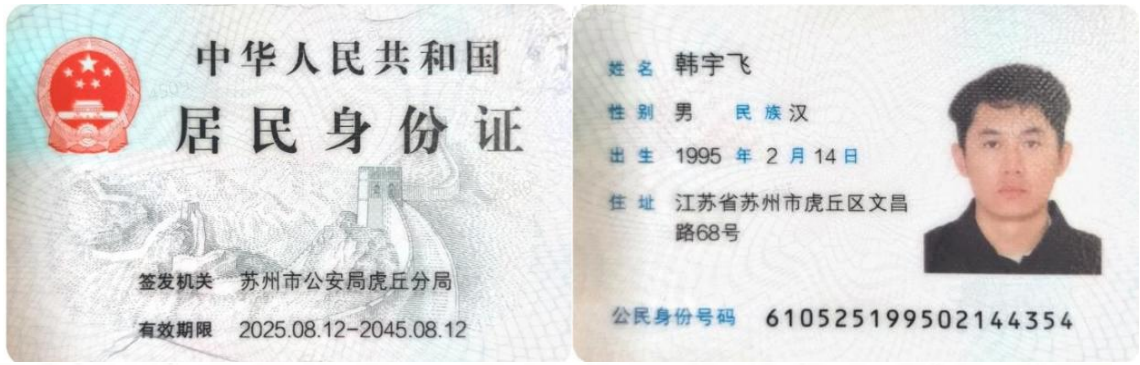 中华人民共和国
居民身份证
签发机关 苏州市公安局虎丘分局
有效期限 2025.08.12-2045.08.12
姓名 韩宇飞
性别 男 民族 汉
出生 1995 年 2 月 14 日
住址 江苏省苏州市虎丘区文昌
路68号
公民身份号码 610525199502144354